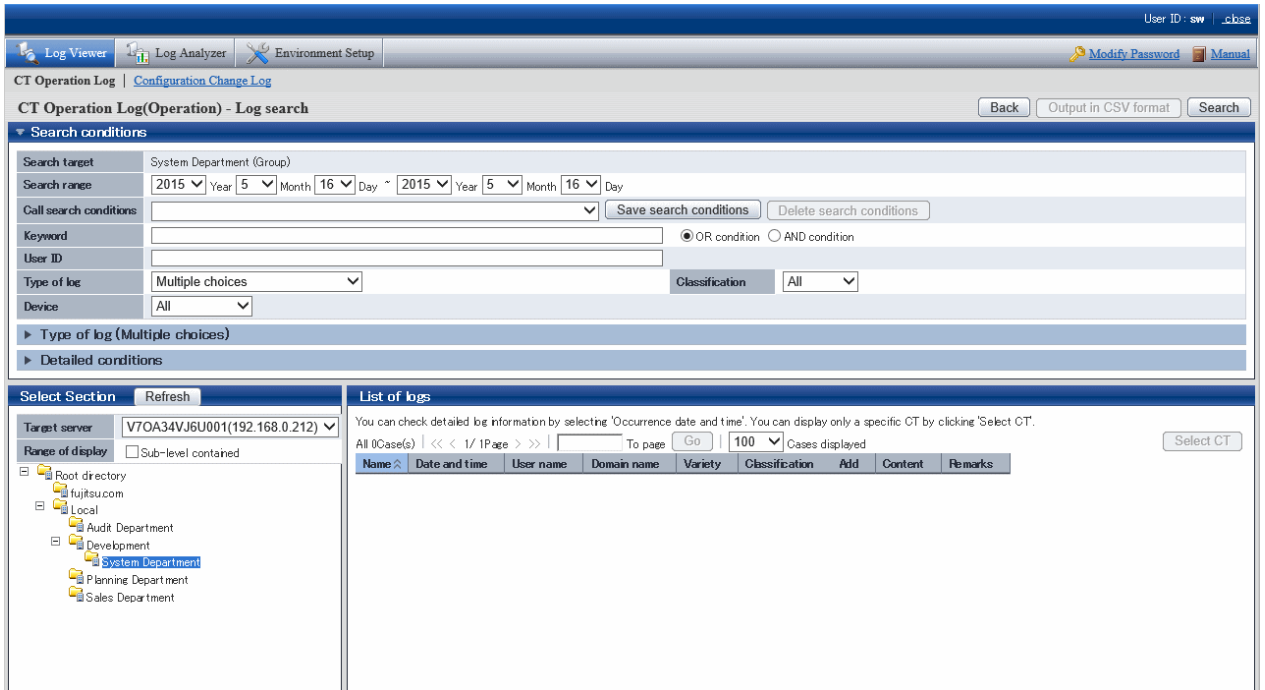 User ID : sw | close
Log Viewer Log Analyzer Environment Setup Modify Password Manual
CT Operation Log | Configuration Change Log
CT Operation Log(Operation) - Log search Back Output in CSV format Search
Search conditions
Search target System Department (Group)
Search range 2015 Year 5 Month 16 Day ~ 2015 Year 5 Month 16 Day
Call search conditions Save search conditions Delete search conditions
Keyword OR condition AND condition
User ID
Type of log Multiple choices Classification All
Device All
Type of log (Multiple choices)
Detailed conditions
Select Section Refresh
Target server V7OA34VJ6U001(192.168.0.212)
Range of display Sub-level contained
Root directory
fujitsu.com
Local
Audit Department
Development
System Department
Planning Department
Sales Department
List of logs
You can check detailed log information by selecting 'Occurrence date and time'. You can display only a specific CT by clicking 'Select CT'.
All 0Case(s) | << < 1/ 1Page > >> | To page Go | 100 Cases displayed Select CT
Name Date and time User name Domain name Variety Classification Add Content Remarks